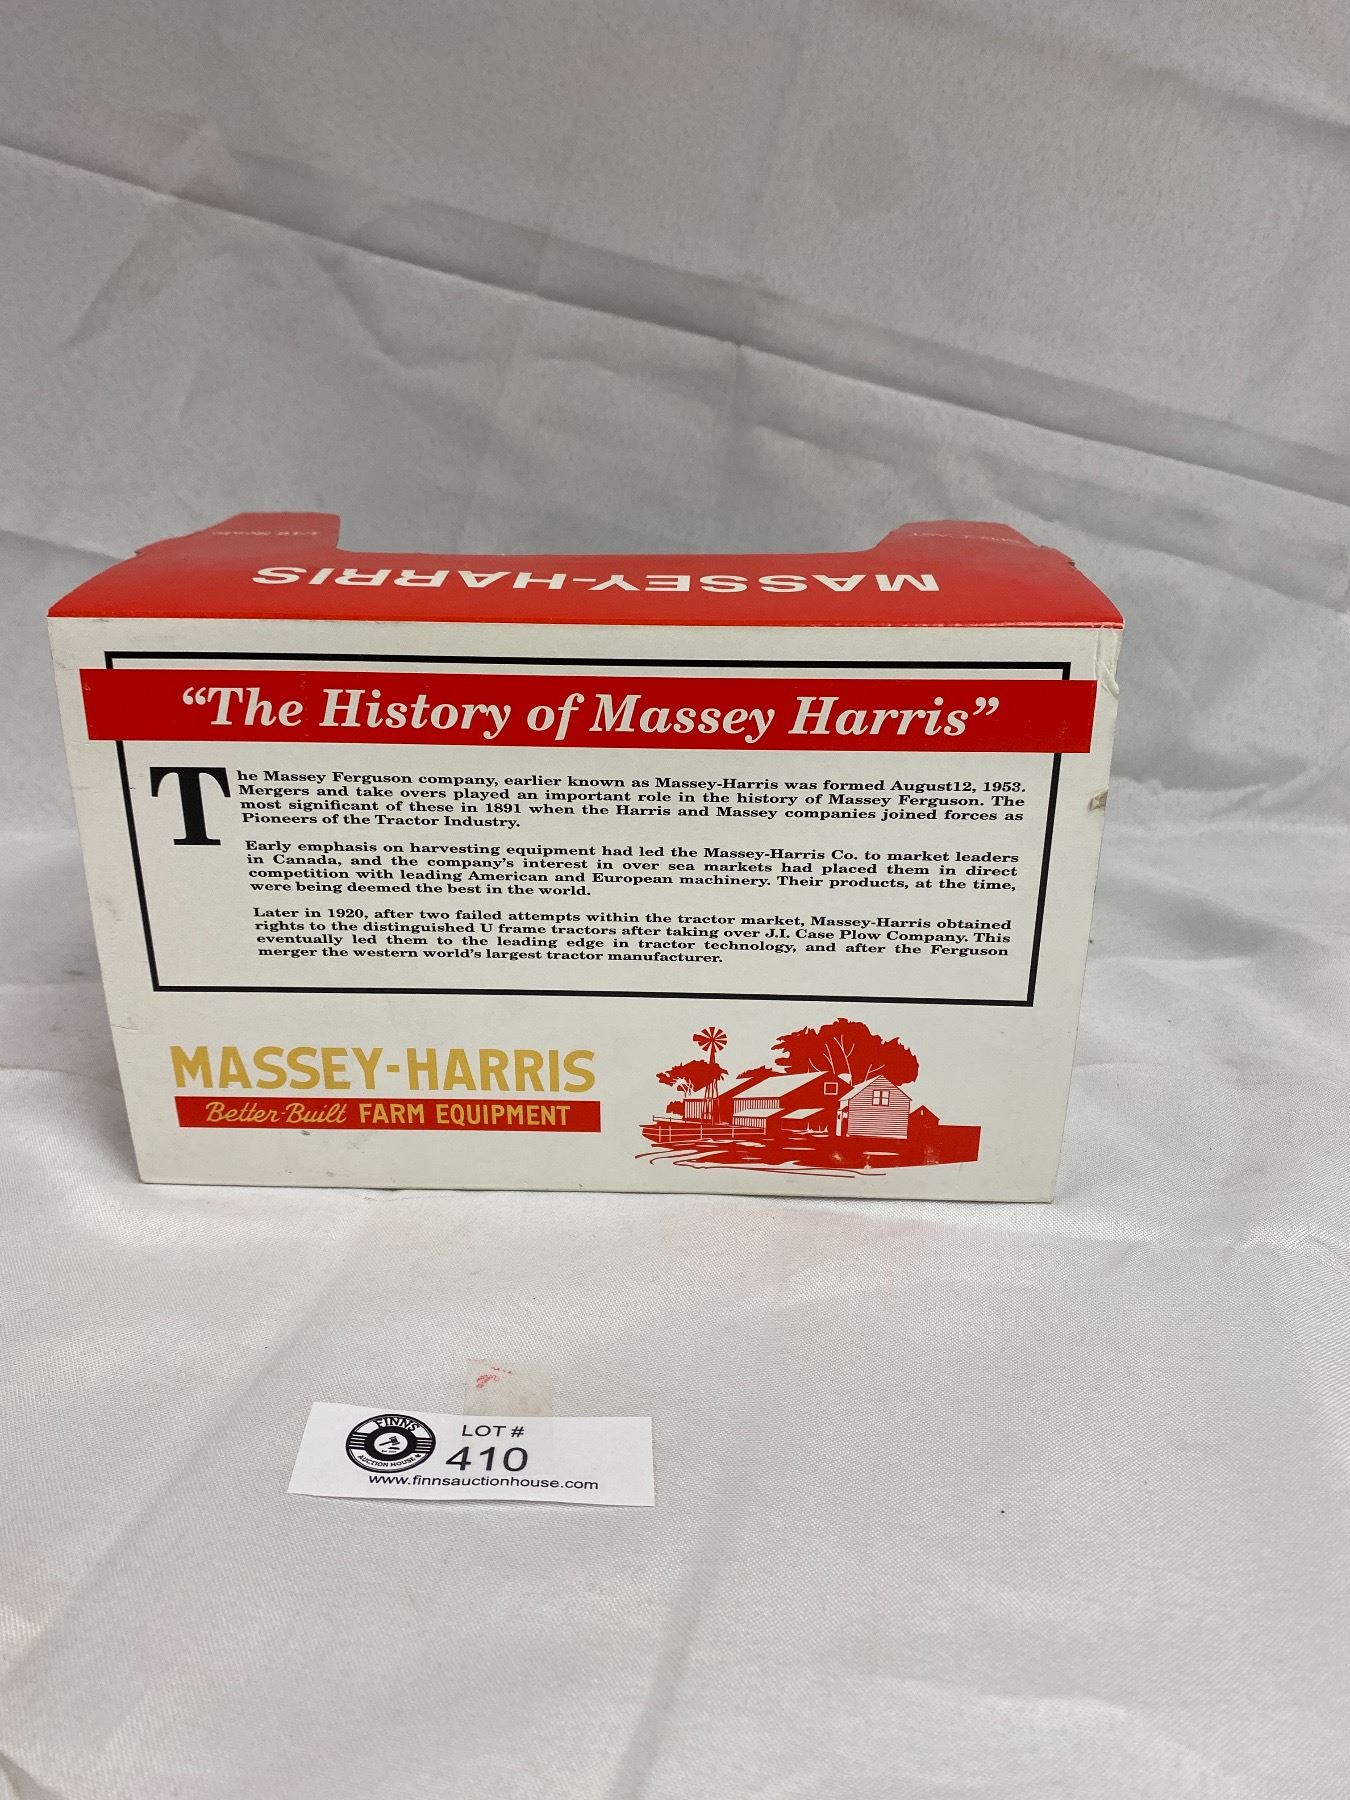 MASSEY-HARRIS
"The History of Massey Harris"
The Massey Ferguson company, earlier known as Massey-Harris was formed August12, 1953.
Mergers and take overs played an important role in the history of Massey Ferguson. The
most significant of these in 1891 when the Harris and Massey companies joined forces as
Pioneers of the Tractor Industry.
Early emphasis on harvesting equipment had led the Massey-Harris Co. to market leaders
in Canada, and the company's interest in over sea markets had placed them in direct
competition with leading American and European machinery. Their products, at the time,
were being deemed the best in the world.
Later in 1920, after two failed attempts within the tractor market, Massey-Harris obtained
rights to the distinguished U frame tractors after taking over J.I. Case Plow Company. This
eventually led them to the leading edge in tractor technology, and after the Ferguson
merger the western world's largest tractor manufacturer.
MASSEY-HARRIS
Better-Built FARM EQUIPMENT
FINNS
AUCTION HOUSE
LOT #
410
www.finnsauctionhouse.com